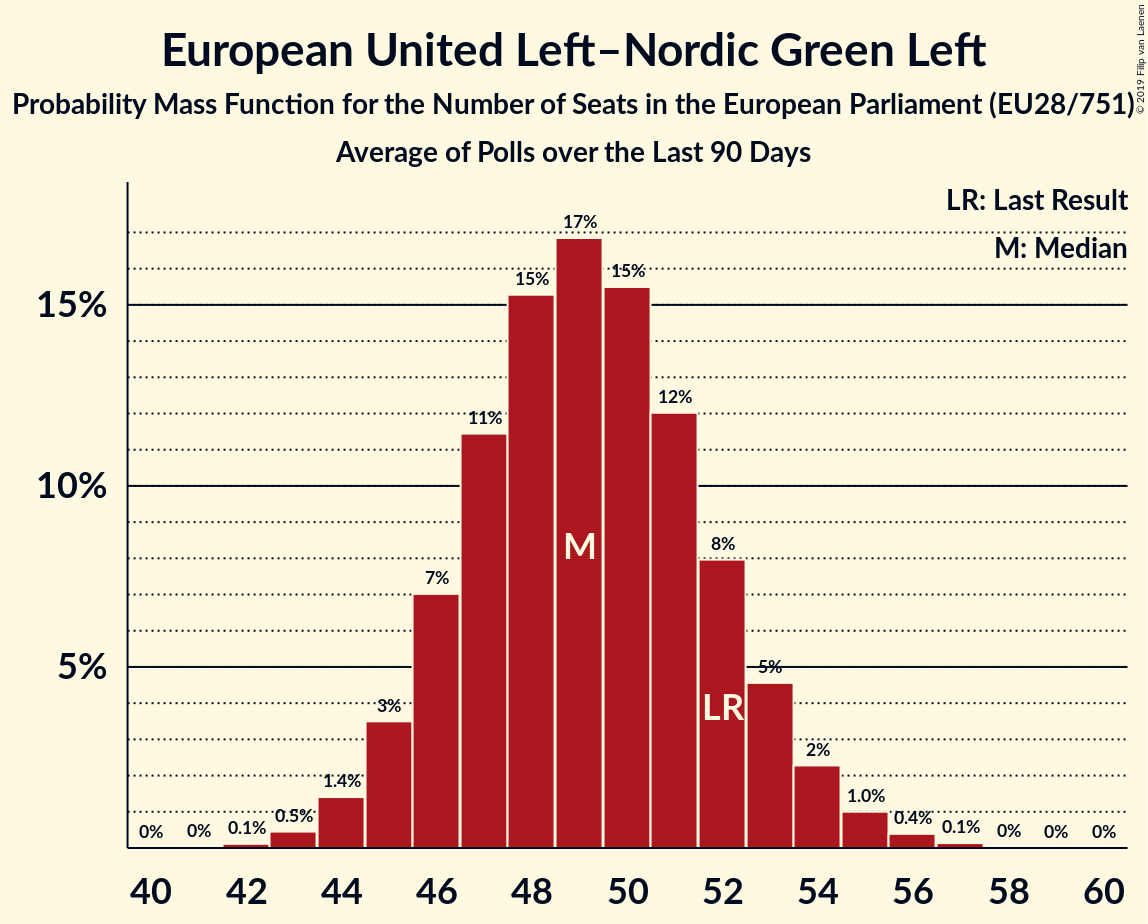 European United Left–Nordic Green Left
Probability Mass Function for the Number of Seats in the European Parliament (EU28/751)
Average of Polls over the Last 90 Days
© 2019 Filip van Laenen
LR: Last Result
M: Median
15%
10%
5%
0%
0%
0.1%
0.5%
1.4%
3%
7%
11%
15%
17%
15%
12%
8%
5%
2%
1.0%
0.4%
0.1%
0%
0%
0%
M
LR
40 42 44 46 48 50 52 54 56 58 60